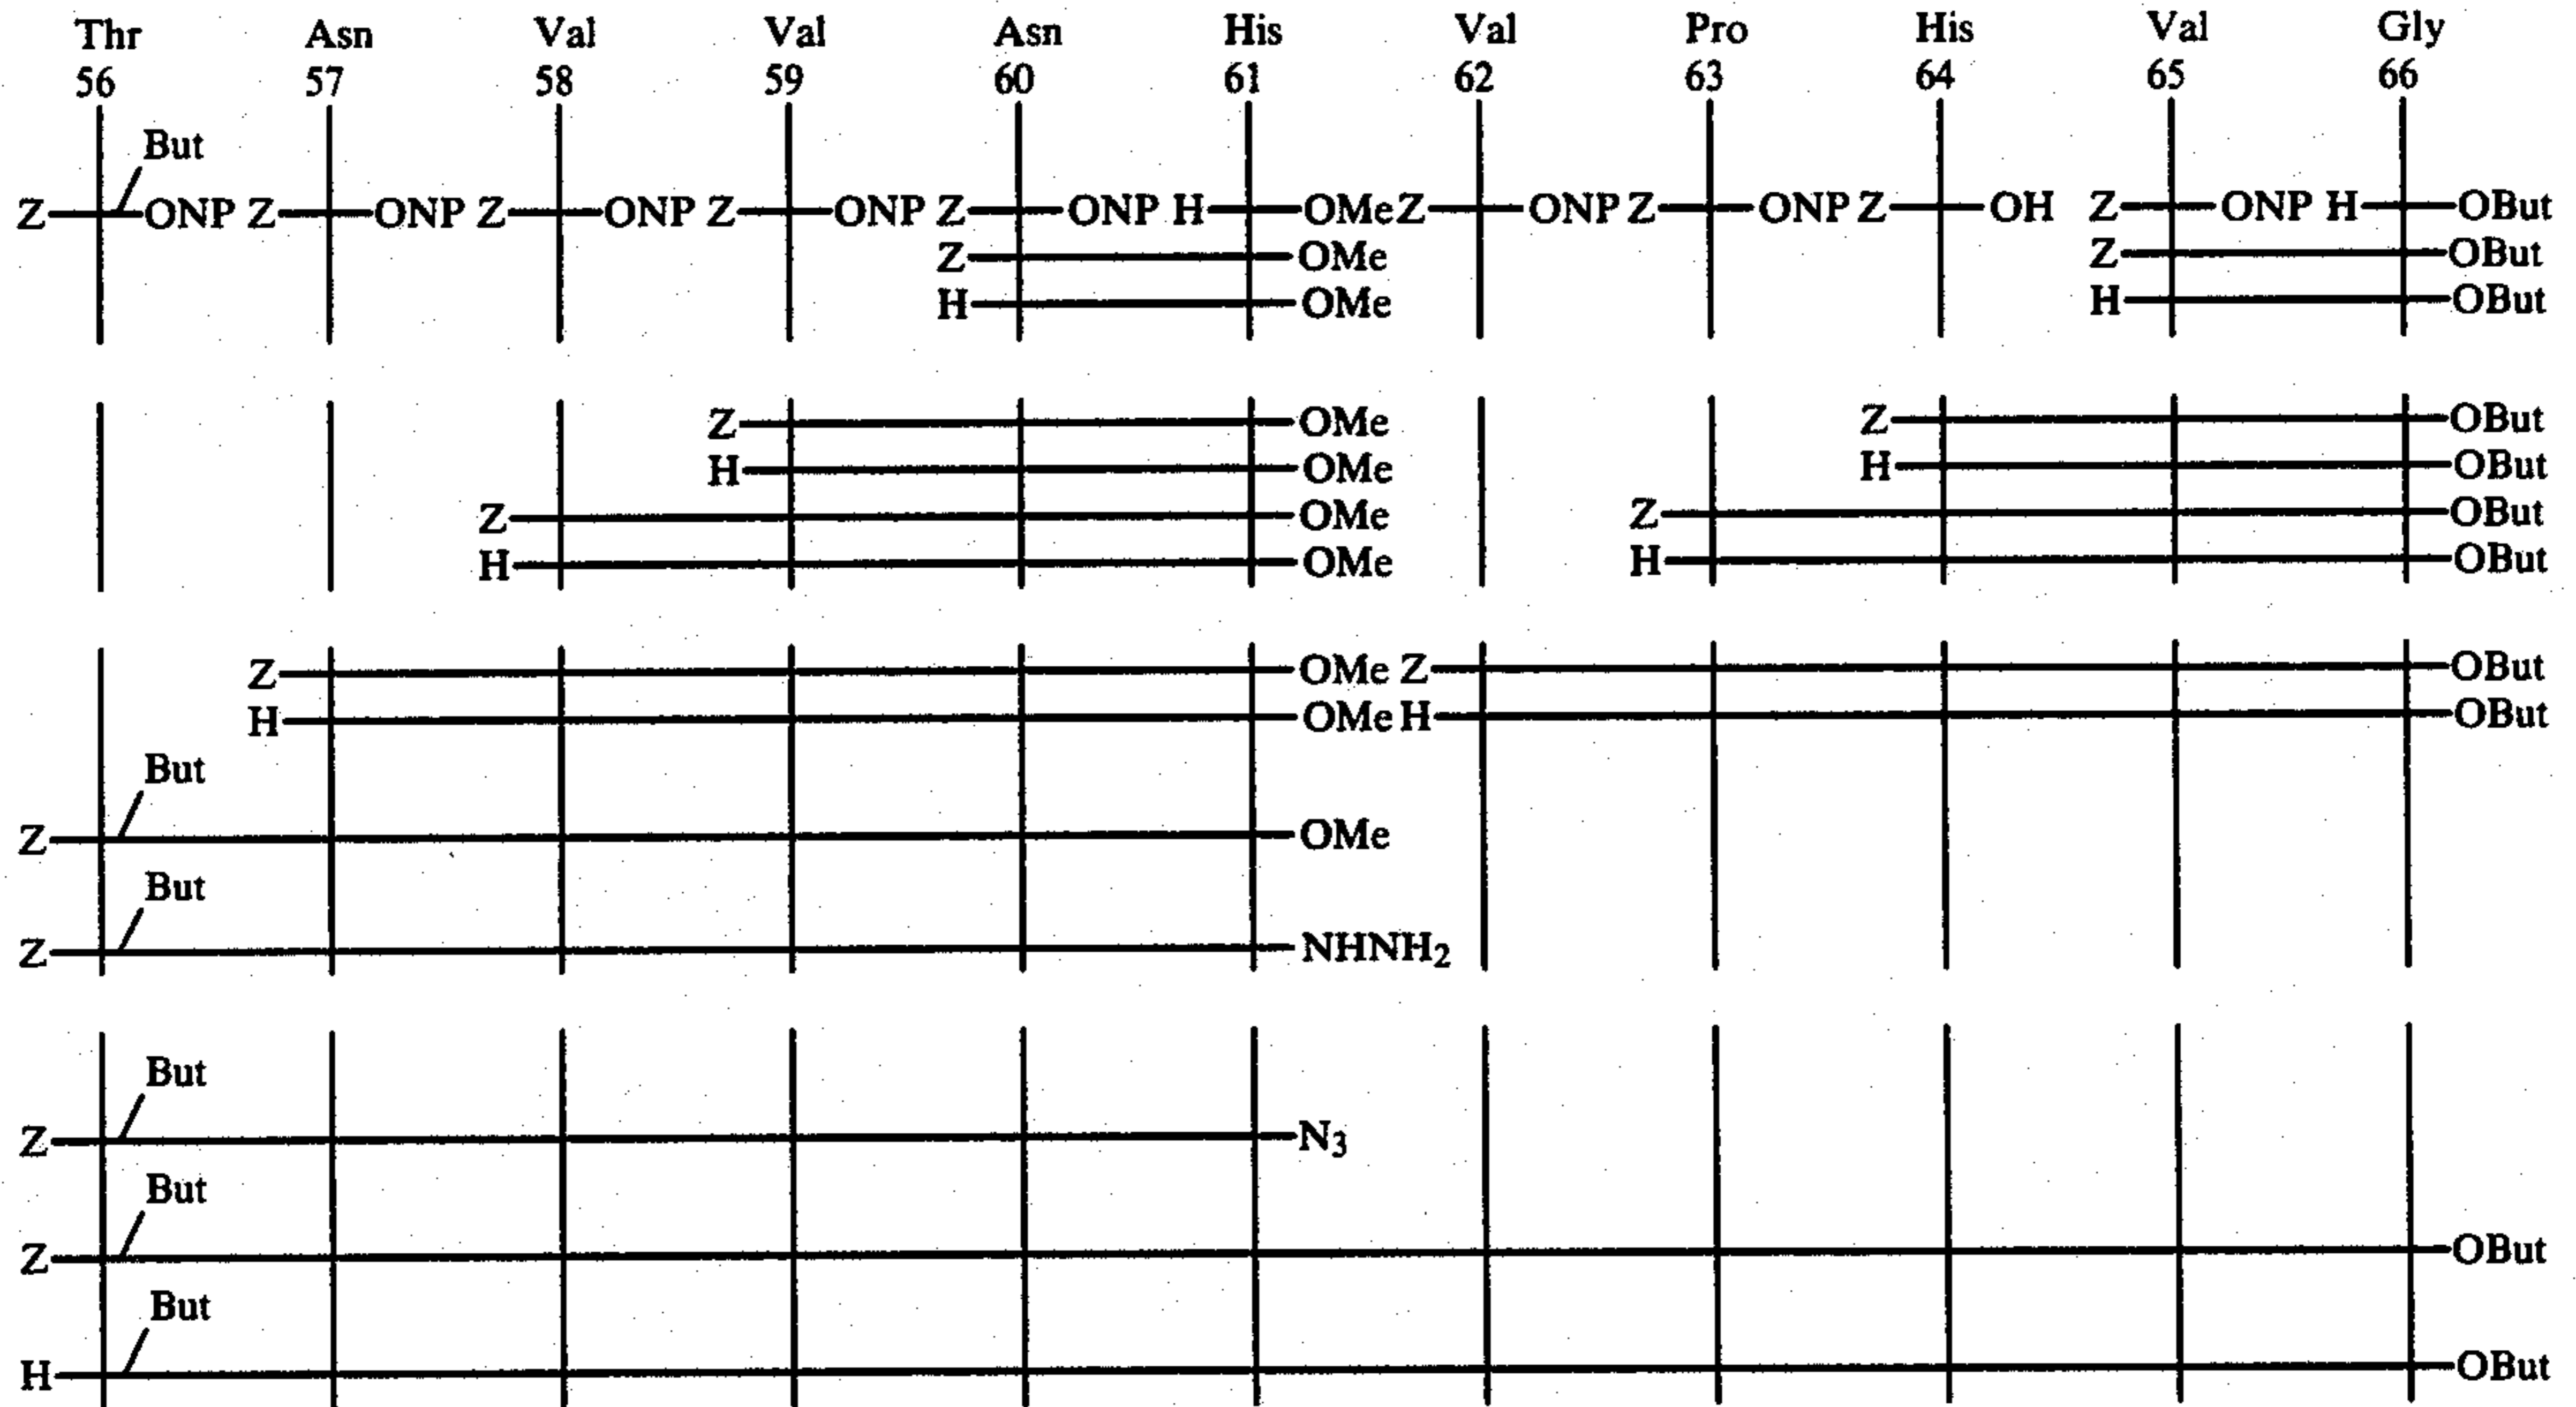 Thr Asn Val Val Asn His Val Pro His Val Gly
56 57 58 59 60 61 62 63 64 65 66
But
Z ONP Z ONP Z ONP Z ONP Z ONP H OMe Z ONP Z ONP Z OH Z ONP H OBut
Z OMe Z OBut
H OMe H OBut
Z OMe Z OBut
H OMe H OBut
Z OMe Z OBut
H OMe H OBut
Z OMe Z OBut
H OMe H OBut
But
Z OMe
But
Z NHNH2
But
Z N3
But
Z OBut
But
H OBut